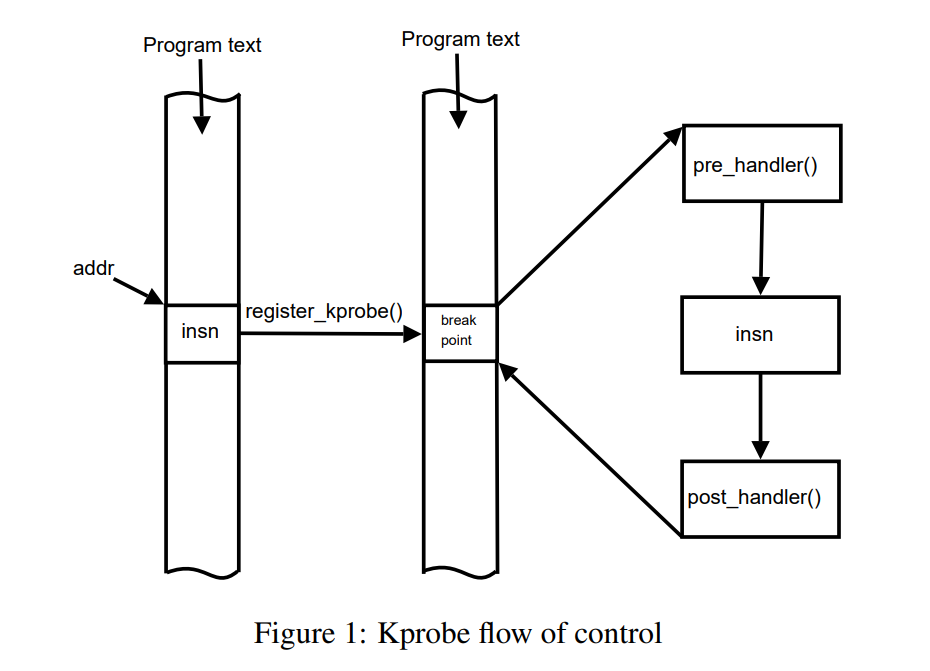 Program text
Program text
pre_handler()
addr
register_kprobe()
insn
break
point
insn
post_handler()
Figure 1: Kprobe flow of control